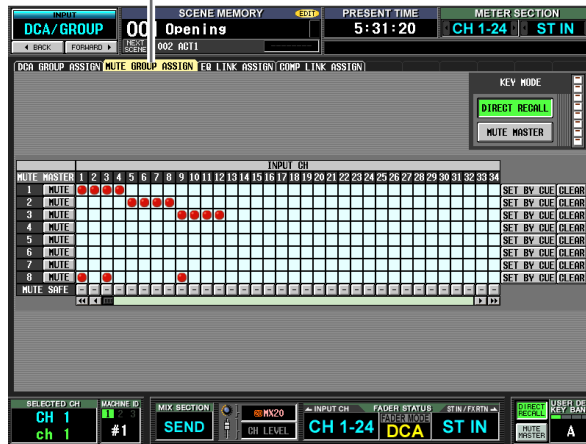 INPUT
DCA/GROUP
BACK
FORWARD
SCENE MEMORY
EDIT
00 Opening
NEXT SCENE
002 ACT1
PRESENT TIME
5:31:20
METER SECTION
CH 1-24
ST IN
DCA GROUP ASSIGN
MUTE GROUP ASSIGN
EQ LINK ASSIGN
COMP LINK ASSIGN
KEY MODE
DIRECT RECALL
MUTE MASTER
INPUT CH
MUTE MASTER 1 2 3 4 5 6 7 8 9 10 11 12 13 14 15 16 17 18 19 20 21 22 23 24 25 26 27 28 29 30 31 32 33 34
1 MUTE SET BY CUE CLEAR
2 MUTE SET BY CUE CLEAR
3 MUTE SET BY CUE CLEAR
4 MUTE SET BY CUE CLEAR
5 MUTE SET BY CUE CLEAR
6 MUTE SET BY CUE CLEAR
7 MUTE SET BY CUE CLEAR
8 MUTE SET BY CUE CLEAR
MUTE SAFE - - - - - - - - - - - - - - - - - - - - - - - - - - - - - - - - - -
SELECTED CH
CH 1
ch 1
MACHINE ID
1 2 3
#1
MIX SECTION
SEND
MIX20
CH LEVEL
INPUT CH
CH 1-24
FADER STATUS
FADER MODE
DCA
ST IN/FXRTN
ST IN
DIRECT RECALL
MUTE MASTER
USER DE
KEY BAN
A